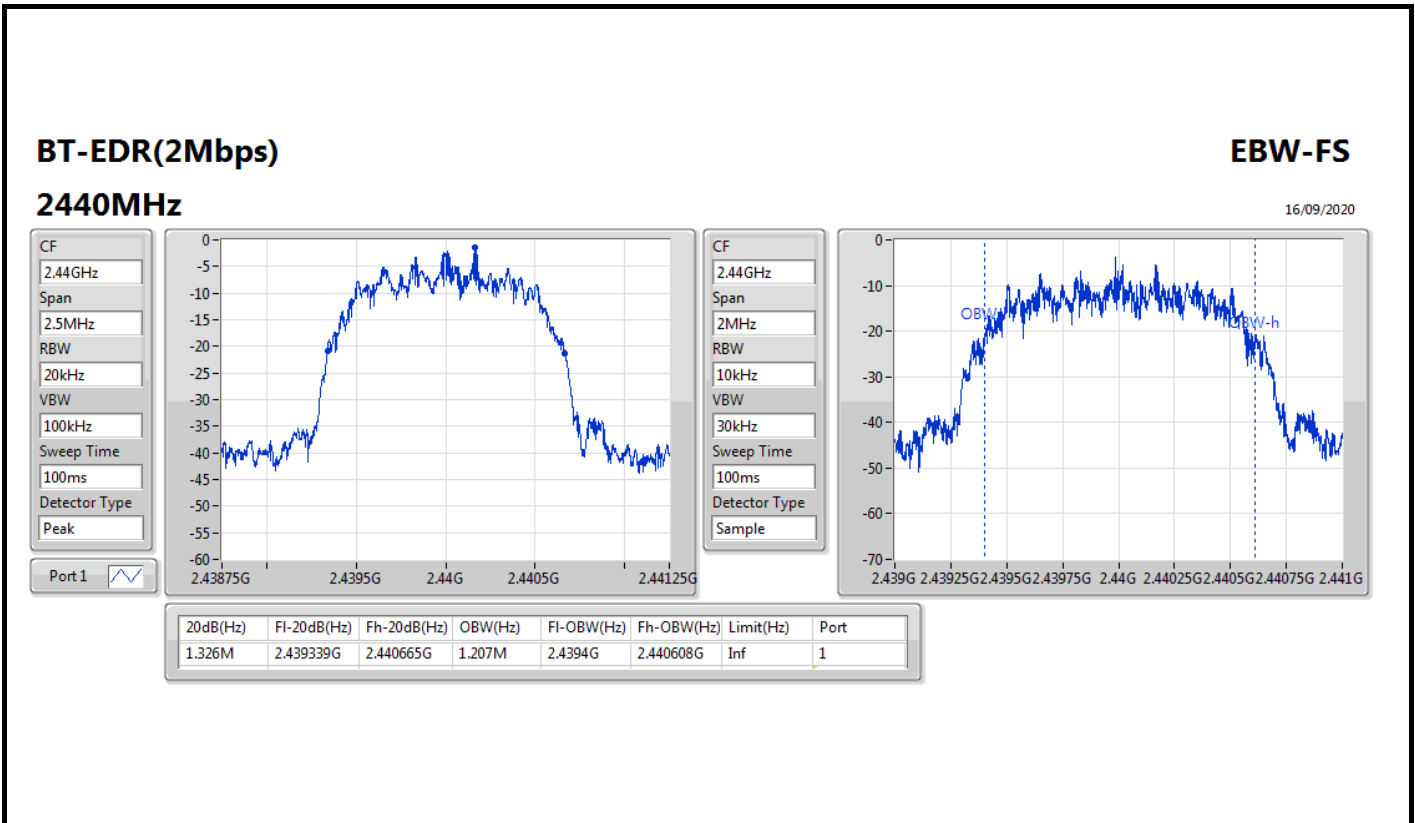 BT-EDR(2Mbps)
EBW-FS
2440MHz
16/09/2020
CF
2.44GHz
Span
2.5MHz
RBW
20kHz
VBW
100kHz
Sweep Time
100ms
Detector Type
Peak
Port 1
0
-5
-10
-15
-20
-25
-30
-35
-40
-45
-50
-55
-60
2.43875G 2.4395G 2.44G 2.4405G 2.44125G
CF
2.44GHz
Span
2MHz
RBW
10kHz
VBW
30kHz
Sweep Time
100ms
Detector Type
Sample
0
-10
-20
-30
-40
-50
-60
-70
OBW-h
2.439G 2.43925G 2.4395G 2.43975G 2.44G 2.44025G 2.4405G 2.44075G 2.441G
20dB(Hz) Fl-20dB(Hz) Fh-20dB(Hz) OBW(Hz) Fl-OBW(Hz) Fh-OBW(Hz) Limit(Hz) Port
1.326M 2.439339G 2.440665G 1.207M 2.4394G 2.440608G Inf 1